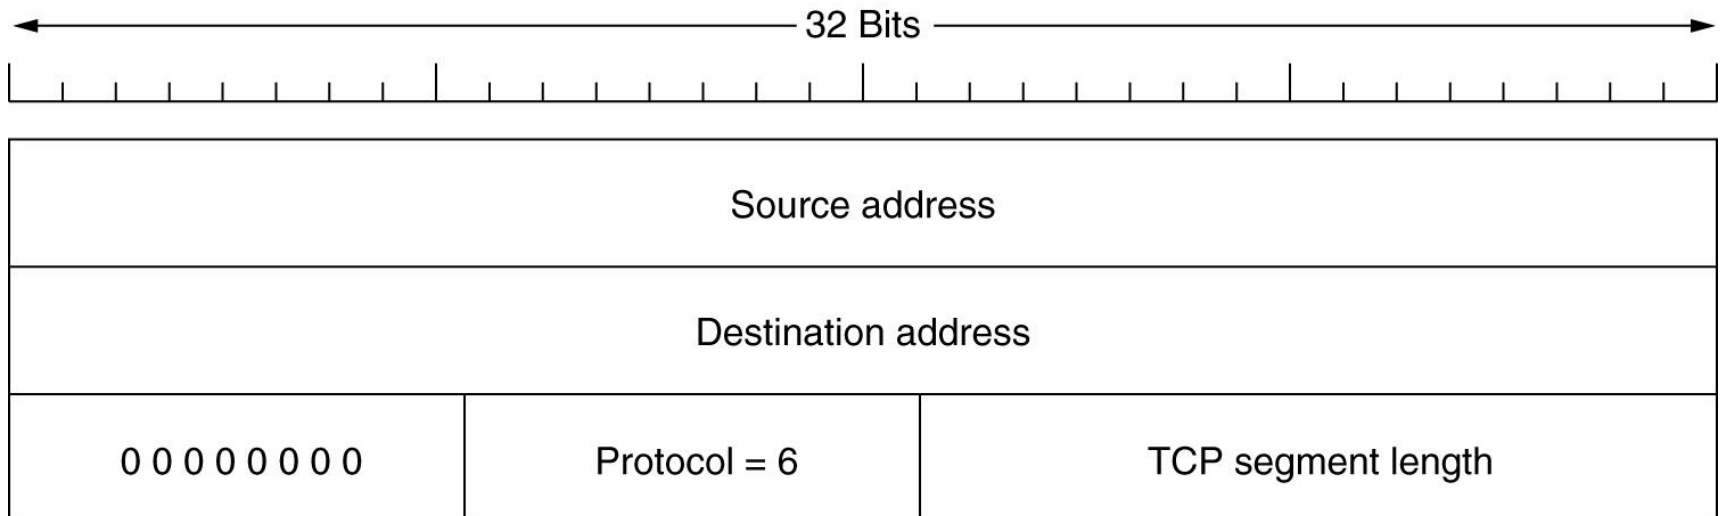 32 Bits
Source address
Destination address
0 0 0 0 0 0 0 0 Protocol = 6 TCP segment length